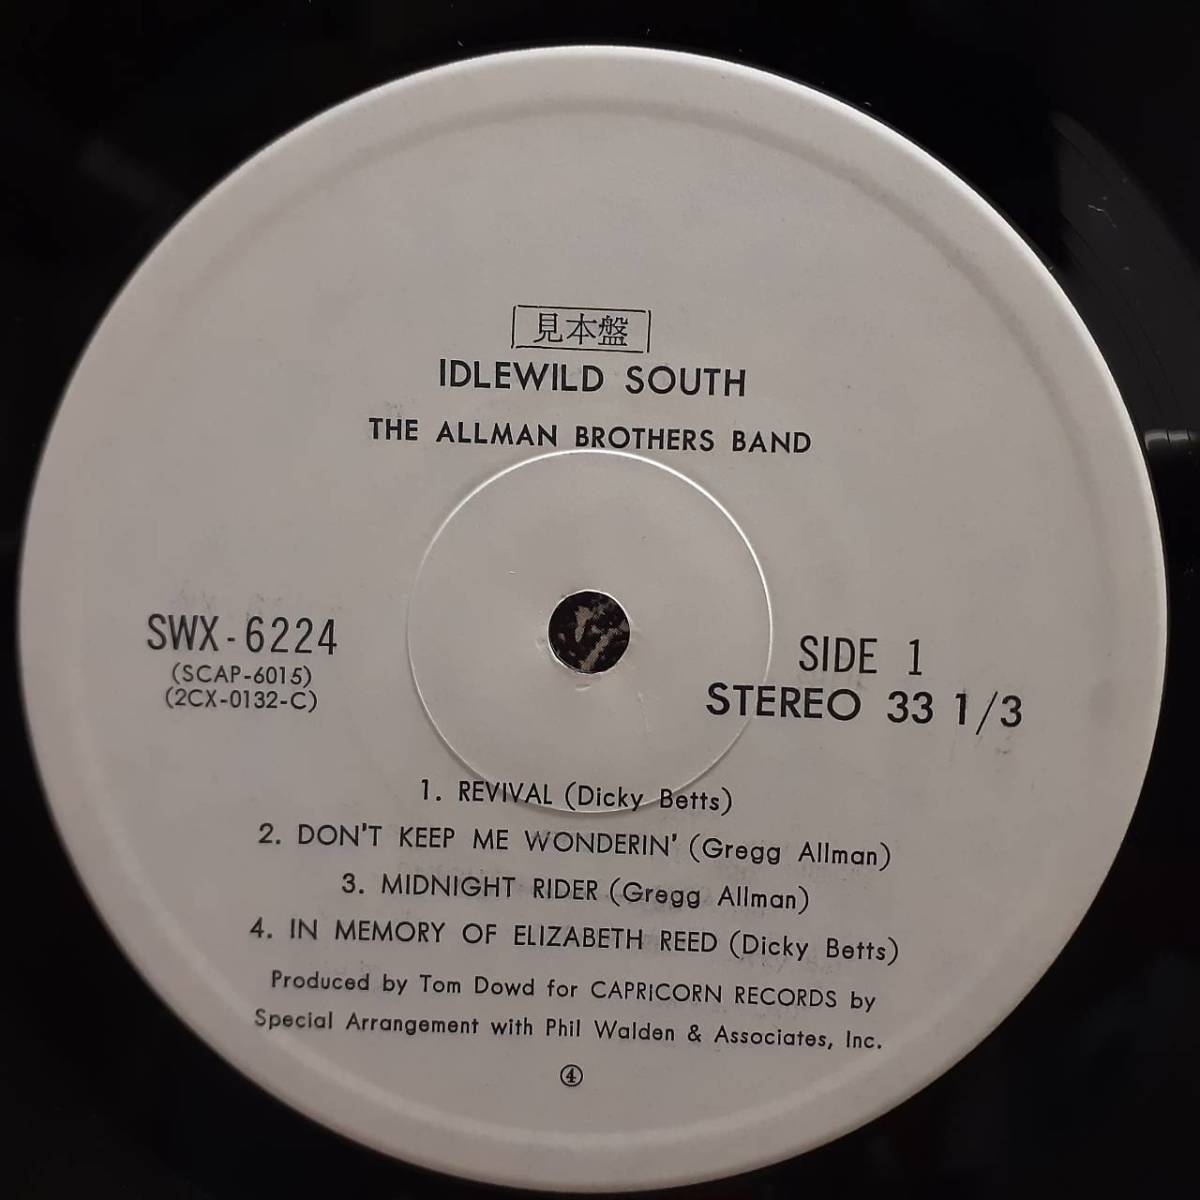 見本盤
IDLEWILD SOUTH
THE ALLMAN BROTHERS BAND
SWX-6224
(SCAP-6015)
(2CX-0132-C)
SIDE 1
STEREO 33 1/3
1. REVIVAL (Dicky Betts)
2. DON'T KEEP ME WONDERIN' (Gregg Allman)
3. MIDNIGHT RIDER (Gregg Allman)
4. IN MEMORY OF ELIZABETH REED (Dicky Betts)
Produced by Tom Dowd for CAPRICORN RECORDS by
Special Arrangement with Phil Walden & Associates, Inc.
④